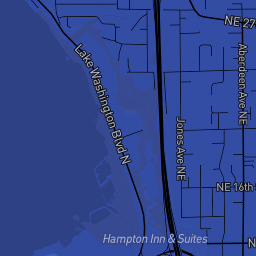 NE 27
Lake Washington Blvd N
Aberdeen Ave NE
Jones Ave NE
NE 16th
Hampton Inn & Suites
N